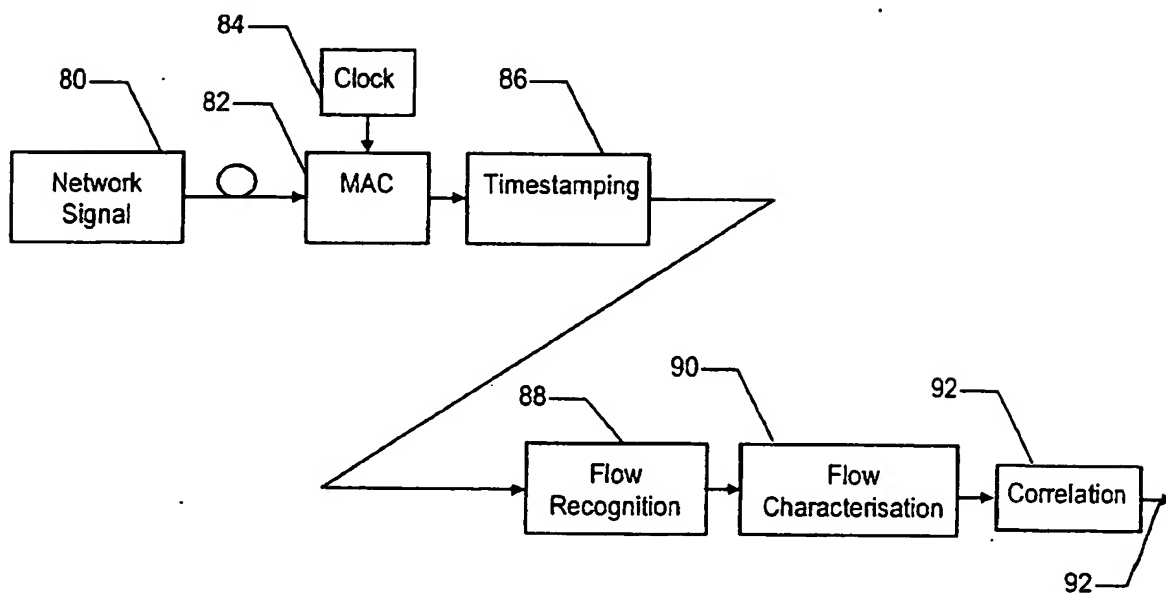 84
Clock
80
82
86
Network
Signal
MAC
Timestamping
88
90
92
Flow
Recognition
Flow
Characterisation
Correlation
92